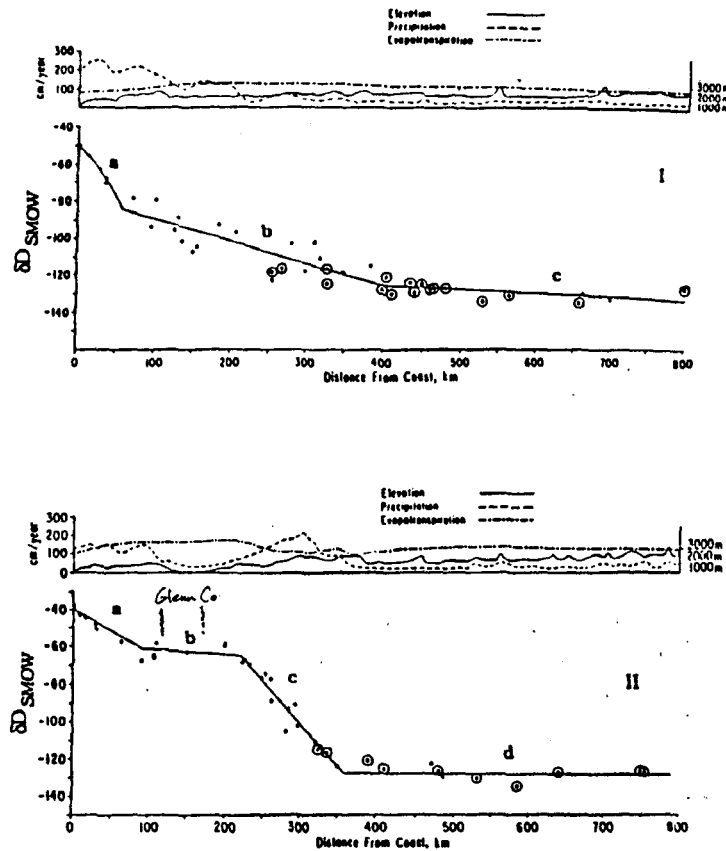 Elevation
Precipitation
Evapotranspiration
cm/year
300
200
100
3000m
2000m
1000m
-40
-60
-80
-100
-120
-140
δD SMOW
a
b
c
I
0
100
200
300
400
500
600
700
800
Distance From Coast, km
Elevation
Precipitation
Evapotranspiration
cm/year
300
200
100
0
3000m
2000m
1000m
-40
-60
-80
-100
-120
-140
-150
δD SMOW
Glenn Co
a
b
c
d
II
0
100
200
300
400
500
600
700
800
Distance From Coast, km